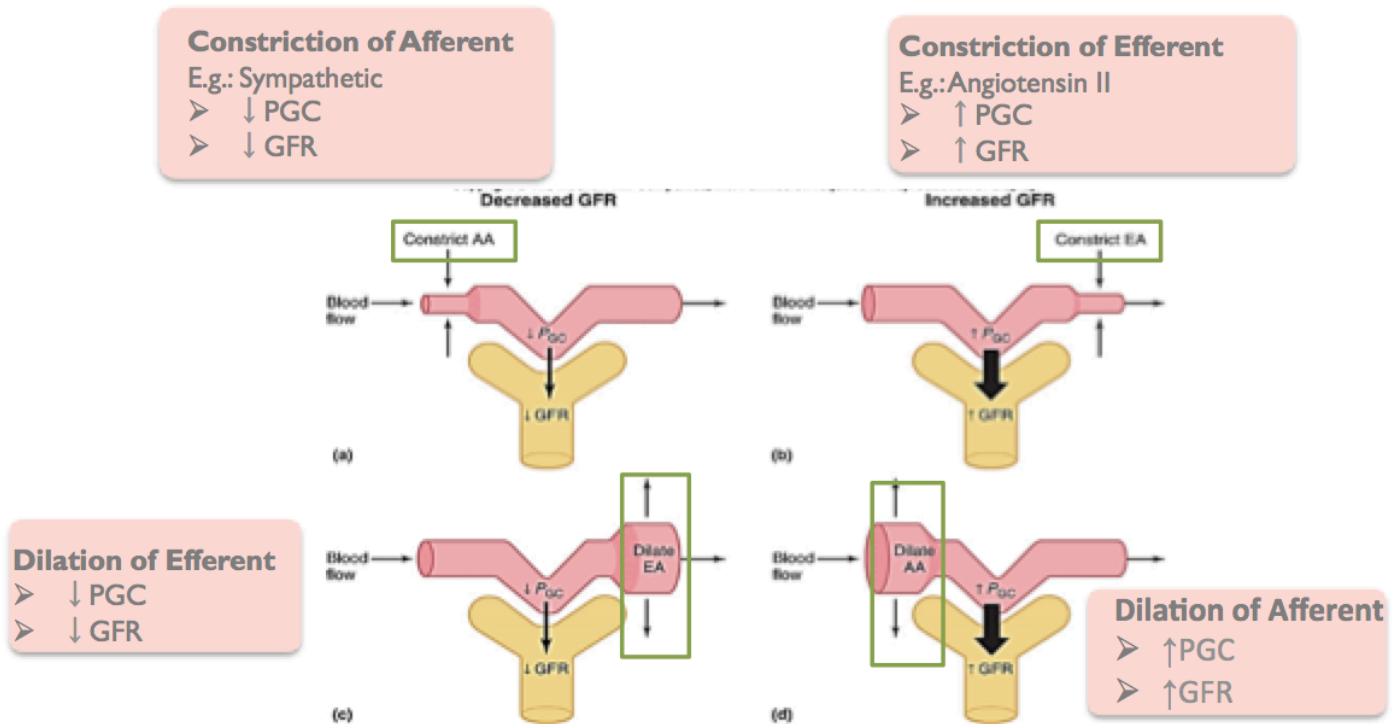 Constriction of Afferent
E.g.: Sympathetic
➤ ↓ PGC
➤ ↓ GFR
Constriction of Efferent
E.g.: Angiotensin II
➤ ↑ PGC
➤ ↑ GFR
Decreased GFR
Increased GFR
Constrict AA
Blood
flow
↓ PGC
↓ GFR
(a)
Constrict EA
Blood
flow
↑ PGC
↑ GFR
(b)
Dilation of Efferent
➤ ↓ PGC
➤ ↓ GFR
Blood
flow
Dilate
EA
↓ PGC
↓ GFR
(c)
Blood
flow
Dilate
AA
↑ PGC
↑ GFR
(d)
Dilation of Afferent
➤ ↑PGC
➤ ↑GFR